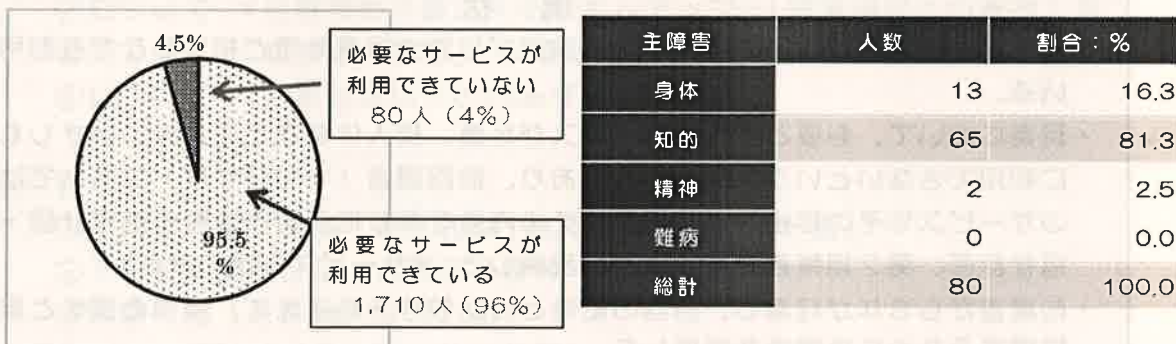 4.5%
95.5
%
必要なサービスが
利用できていない
80人（4%）
必要なサービスが
利用できている
1,710人（96%）
主障害 人数 割合：%
身体 13 16.3
知的 65 81.3
精神 2 2.5
難病 0 0.0
総計 80 100.0